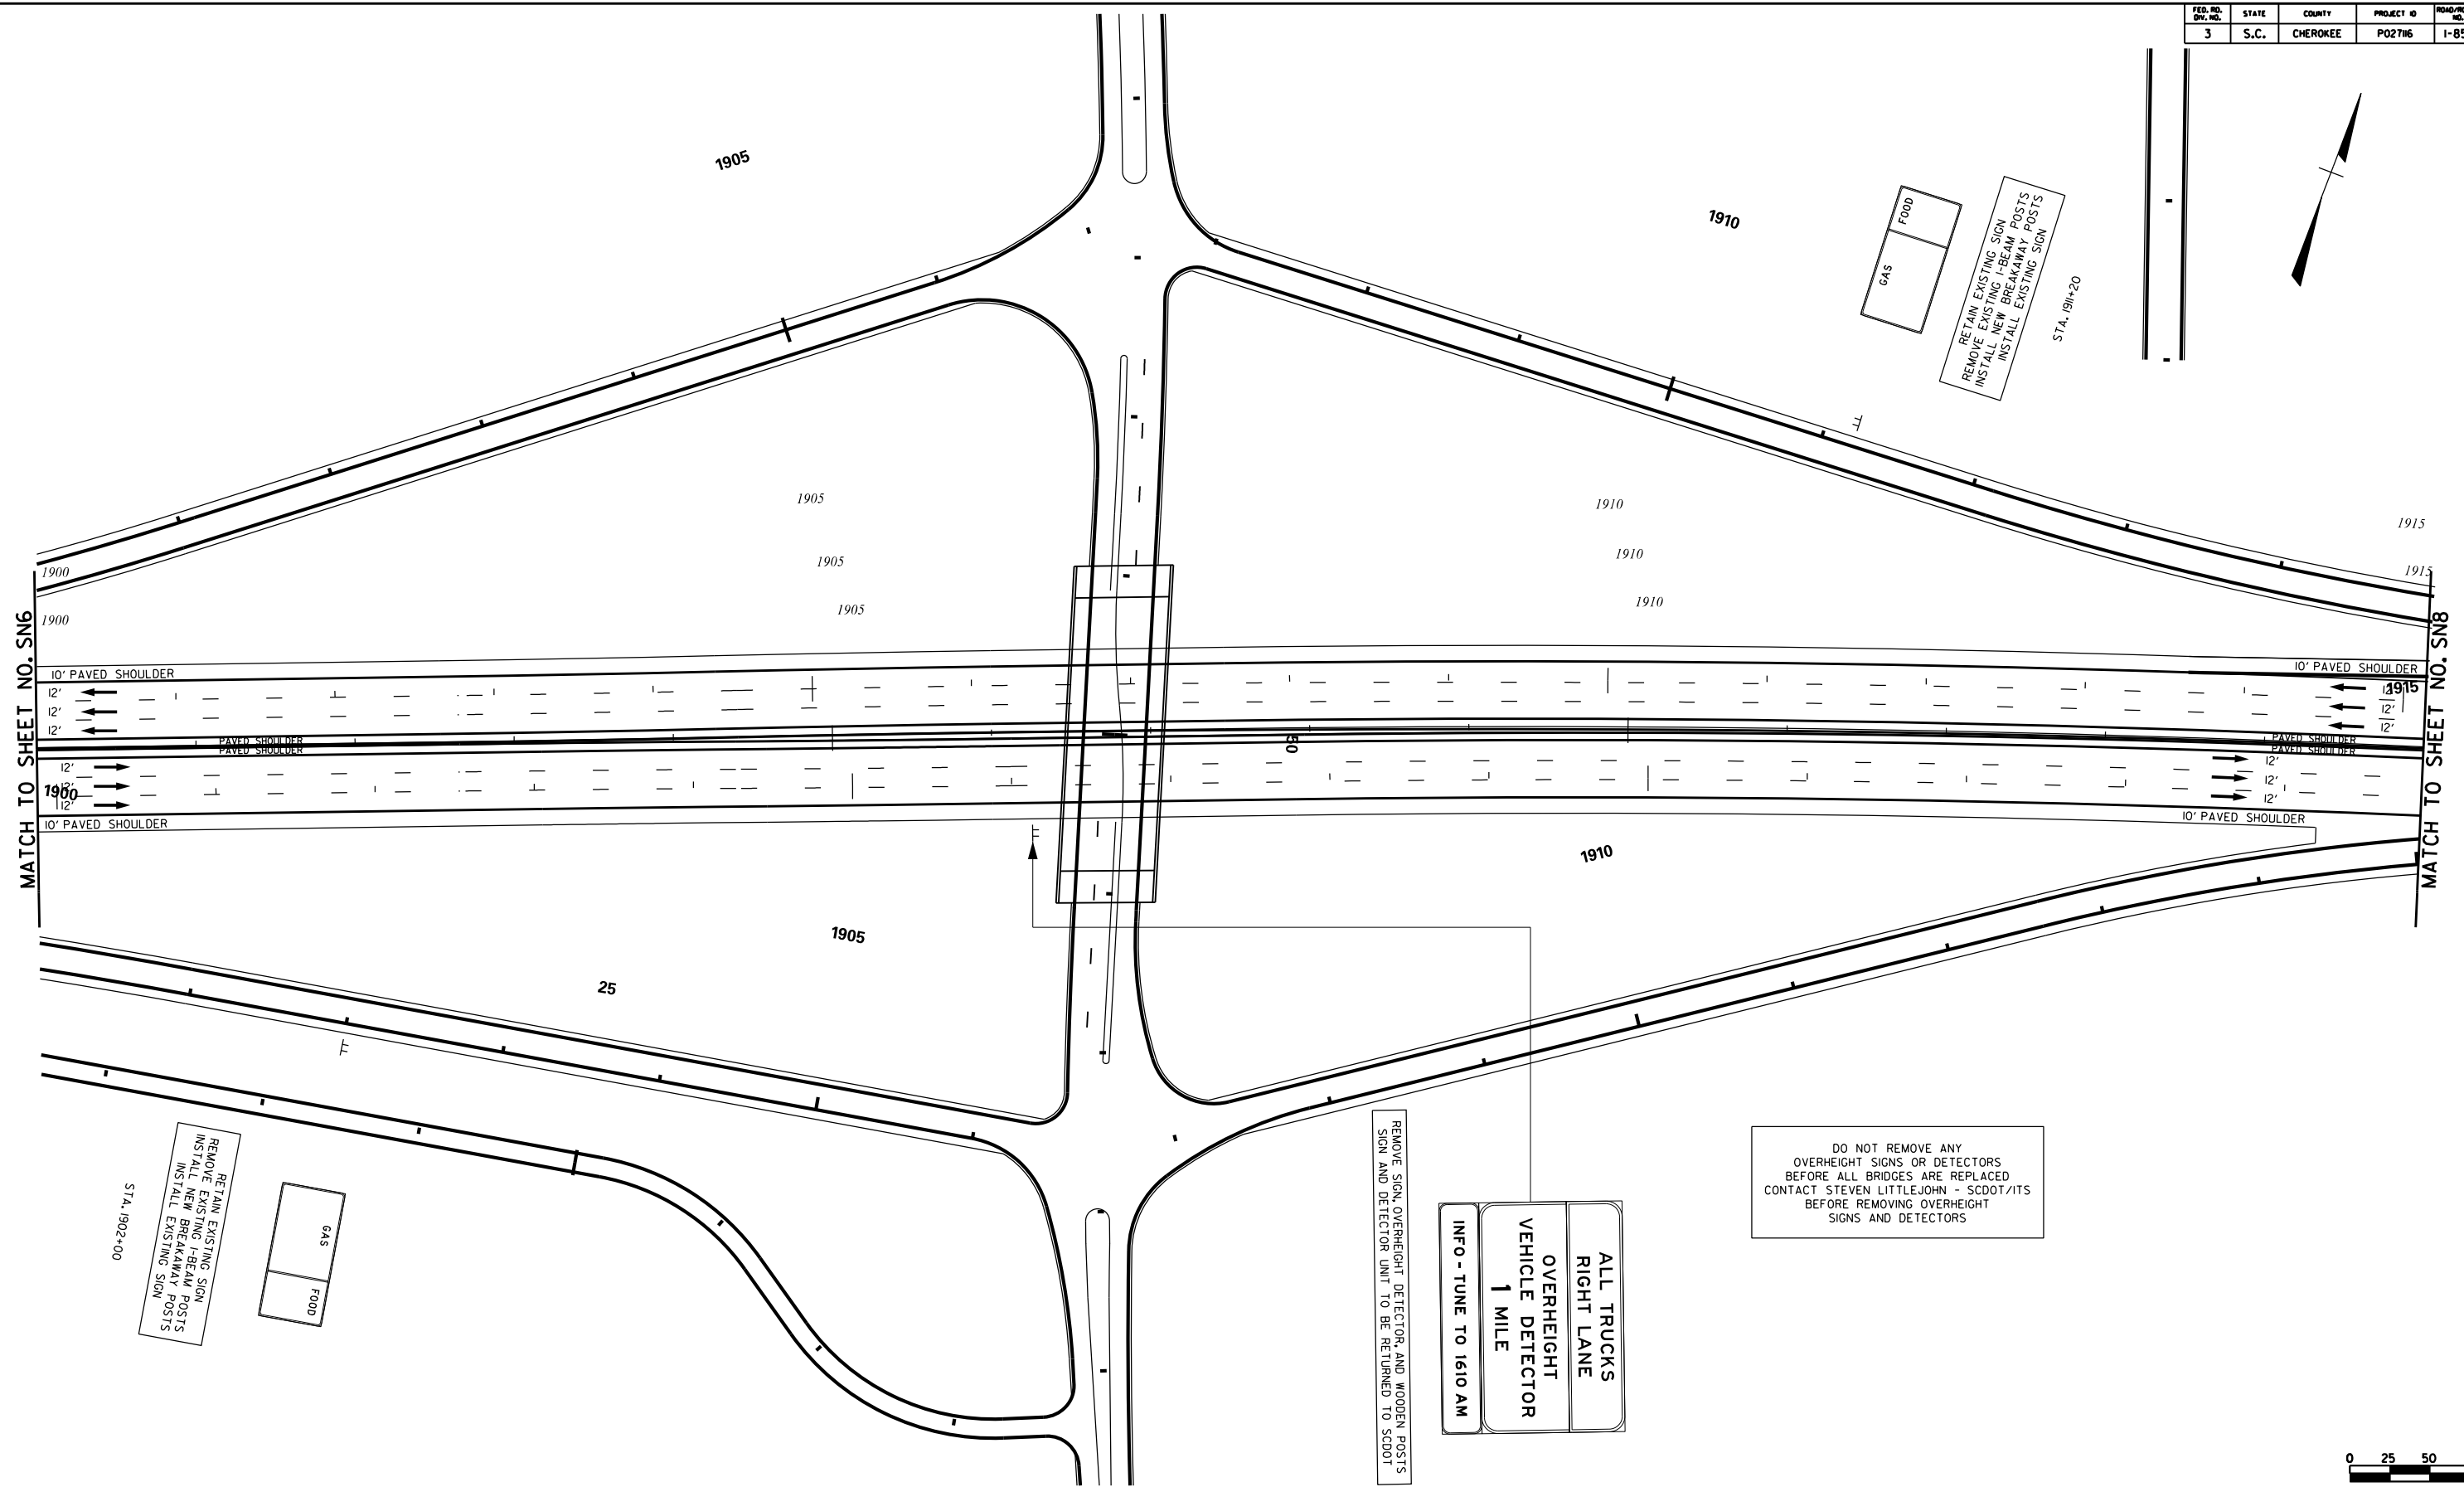 FED. RD.
DIV. NO.
STATE
COUNTY
PROJECT ID
3
S.C.
CHEROKEE
P027116
1905
1910
FOOD
GAS
RETAIN EXISTING SIGN
REMOVE EXISTING I-BEAM POSTS
INSTALL NEW BREAKAWAY POSTS
INSTALL EXISTING SIGN
STA. 1911+20
1905
1910
1915
1905
1910
1915
1900
1905
1910
1900
MATCH TO SHEET NO. SN6
MATCH TO SHEET NO. SN8
10' PAVED SHOULDER
10' PAVED SHOULDER
12'
12'
12'
12'
1915
12'
12'
PAVED SHOULDER
PAVED SHOULDER
50
PAVED SHOULDER
PAVED SHOULDER
12'
12'
12'
1900
12'
12'
12'
10' PAVED SHOULDER
10' PAVED SHOULDER
1910
1905
25
RETAIN EXISTING SIGN
REMOVE EXISTING I-BEAM POSTS
INSTALL NEW BREAKAWAY POSTS
INSTALL EXISTING SIGN
STA. 1902+00
GAS
FOOD
REMOVE SIGN, OVERHEIGHT DETECTOR, AND WOODEN POSTS
SIGN AND DETECTOR UNIT TO BE RETURNED TO SCDOT
ALL TRUCKS
RIGHT LANE
OVERHEIGHT
VEHICLE DETECTOR
1 MILE
INFO - TUNE TO 1610 AM
DO NOT REMOVE ANY
OVERHEIGHT SIGNS OR DETECTORS
BEFORE ALL BRIDGES ARE REPLACED
CONTACT STEVEN LITTLEJOHN - SCDOT/ITS
BEFORE REMOVING OVERHEIGHT
SIGNS AND DETECTORS
0 25 50